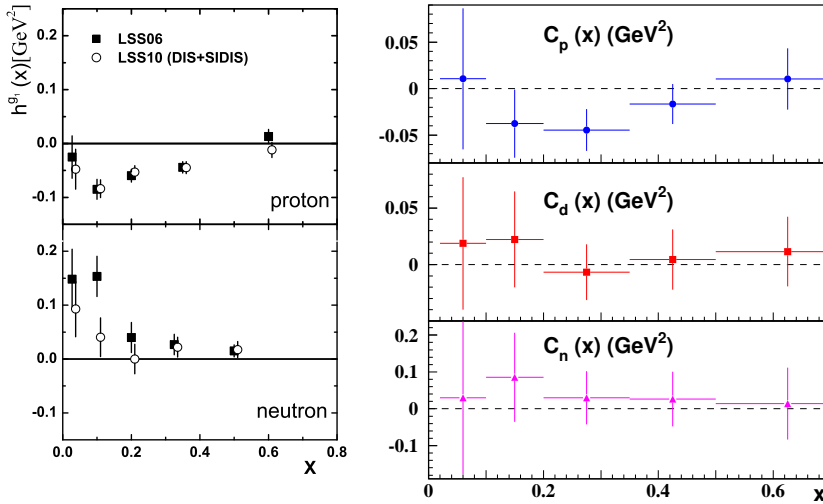 h^{g_1}(x)[GeV^2]
0.2
0.1
0.0
-0.1
LSS06
LSS10 (DIS+SIDIS)
proton
0.2
0.1
0.0
-0.1
neutron
0.0 0.2 0.4 0.6 0.8
X
C_p (x) (GeV^2)
0.05
0
-0.05
C_d (x) (GeV^2)
0.05
0
C_n (x) (GeV^2)
0.2
0.1
0
-0.1
0 0.2 0.4 0.6
x